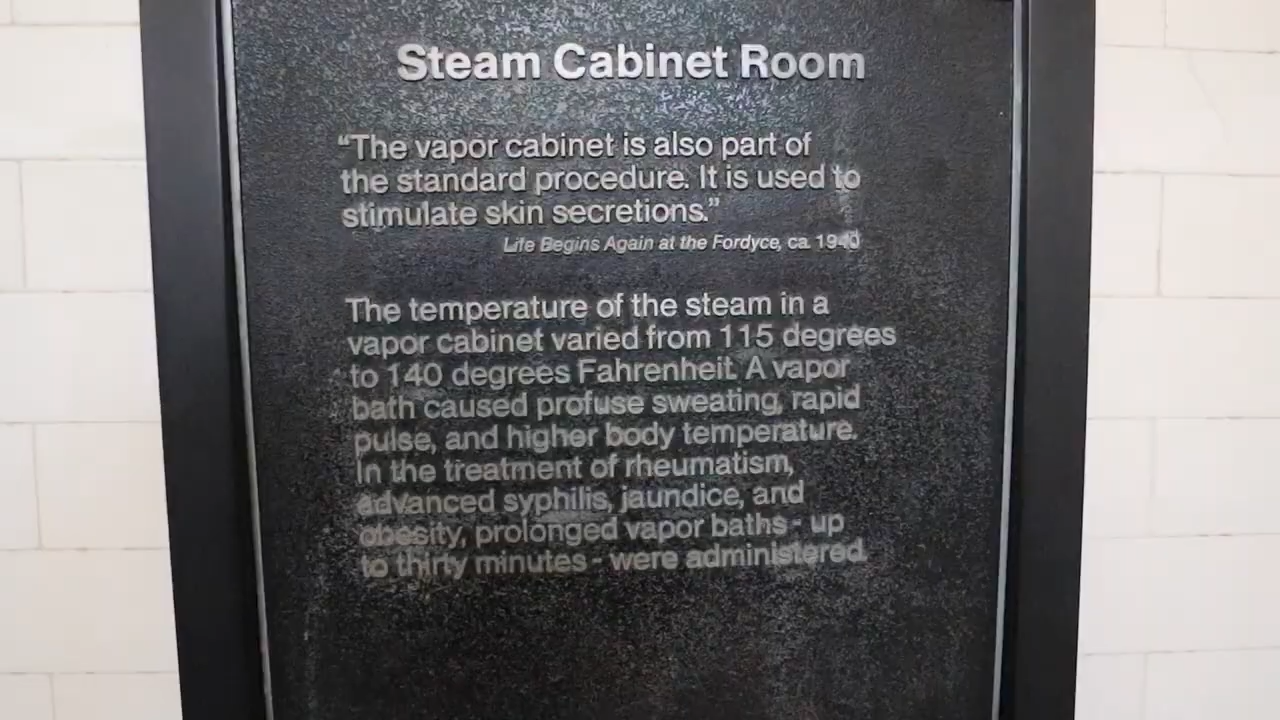 Steam Cabinet Room
“The vapor cabinet is also part of
the standard procedure. It is used to
stimulate skin secretions.”
Life Begins Again at the Fordyce, ca. 1940
The temperature of the steam in a
vapor cabinet varied from 115 degrees
to 140 degrees Fahrenheit. A vapor
bath caused profuse sweating, rapid
pulse, and higher body temperature.
In the treatment of rheumatism,
advanced syphilis, jaundice, and
obesity, prolonged vapor baths - up
to thirty minutes - were administered.